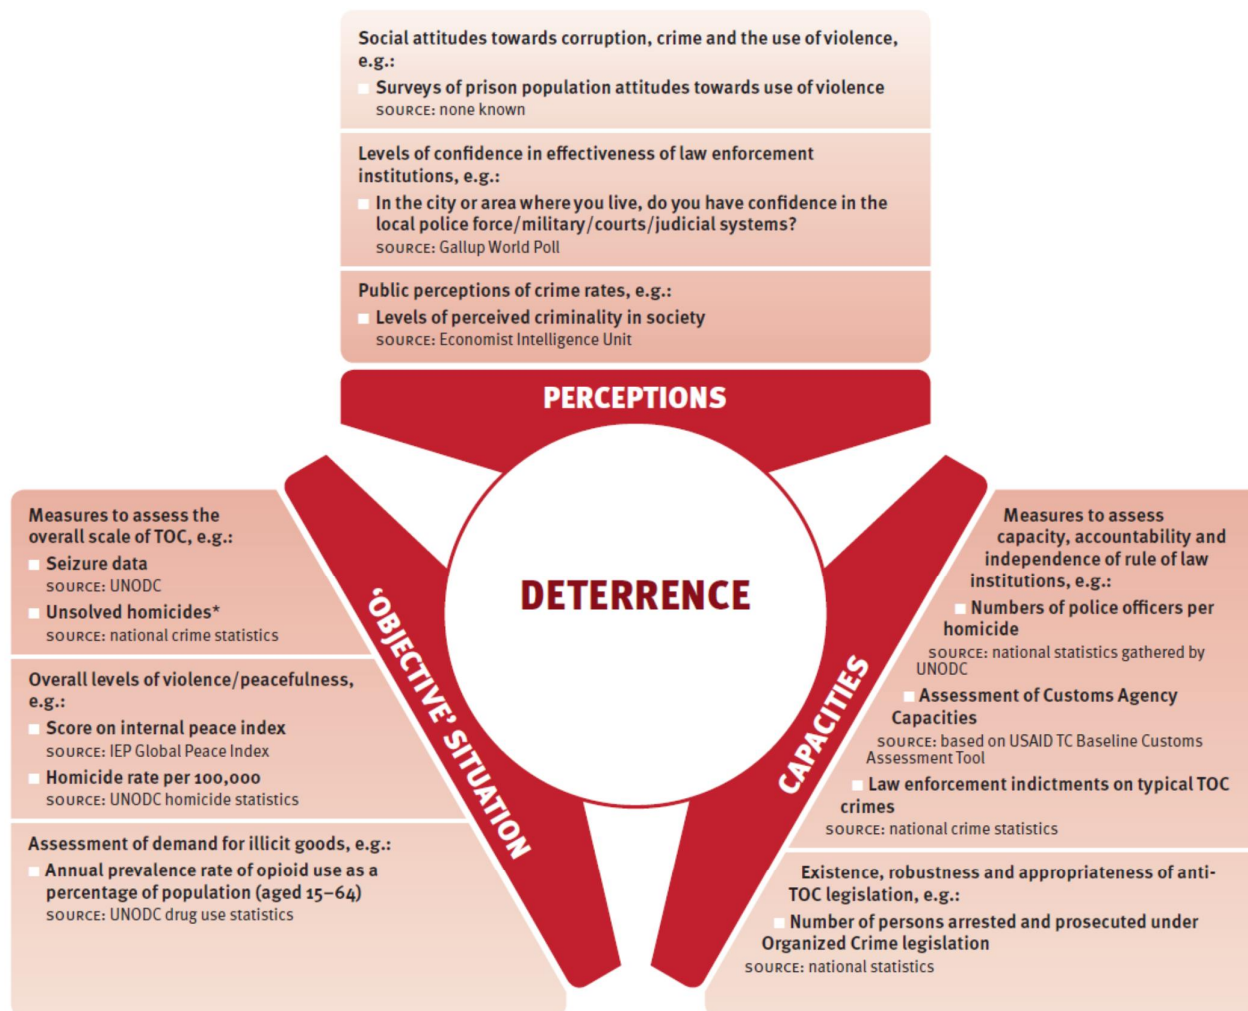 Social attitudes towards corruption, crime and the use of violence,
e.g.:
Surveys of prison population attitudes towards use of violence
SOURCE: none known
Levels of confidence in effectiveness of law enforcement
institutions, e.g.:
In the city or area where you live, do you have confidence in the
local police force/military/courts/judicial systems?
SOURCE: Gallup World Poll
Public perceptions of crime rates, e.g.:
Levels of perceived criminality in society
SOURCE: Economist Intelligence Unit
PERCEPTIONS
DETERRENCE
‘OBJECTIVE’ SITUATION
Measures to assess the
overall scale of TOC, e.g.:
Seizure data
SOURCE: UNODC
Unsolved homicides*
SOURCE: national crime statistics
Overall levels of violence/peacefulness,
e.g.:
Score on internal peace index
SOURCE: IEP Global Peace Index
Homicide rate per 100,000
SOURCE: UNODC homicide statistics
Assessment of demand for illicit goods, e.g.:
Annual prevalence rate of opioid use as a
percentage of population (aged 15–64)
SOURCE: UNODC drug use statistics
CAPACITIES
Measures to assess
capacity, accountability and
independence of rule of law
institutions, e.g.:
Numbers of police officers per
homicide
SOURCE: national statistics gathered by
UNODC
Assessment of Customs Agency
Capacities
SOURCE: based on USAID TC Baseline Customs
Assessment Tool
Law enforcement indictments on typical TOC
crimes
SOURCE: national crime statistics
Existence, robustness and appropriateness of anti-
TOC legislation, e.g.:
Number of persons arrested and prosecuted under
Organized Crime legislation
SOURCE: national statistics